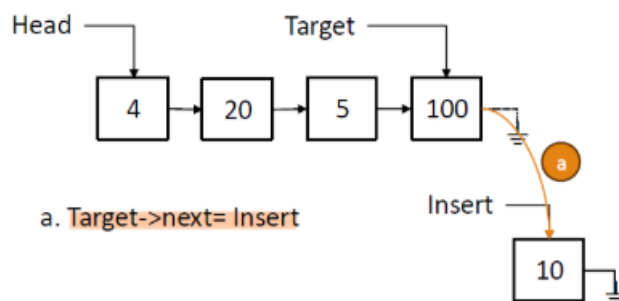 Head
Target
4
20
5
100
a
a. Target->next= Insert
Insert
10